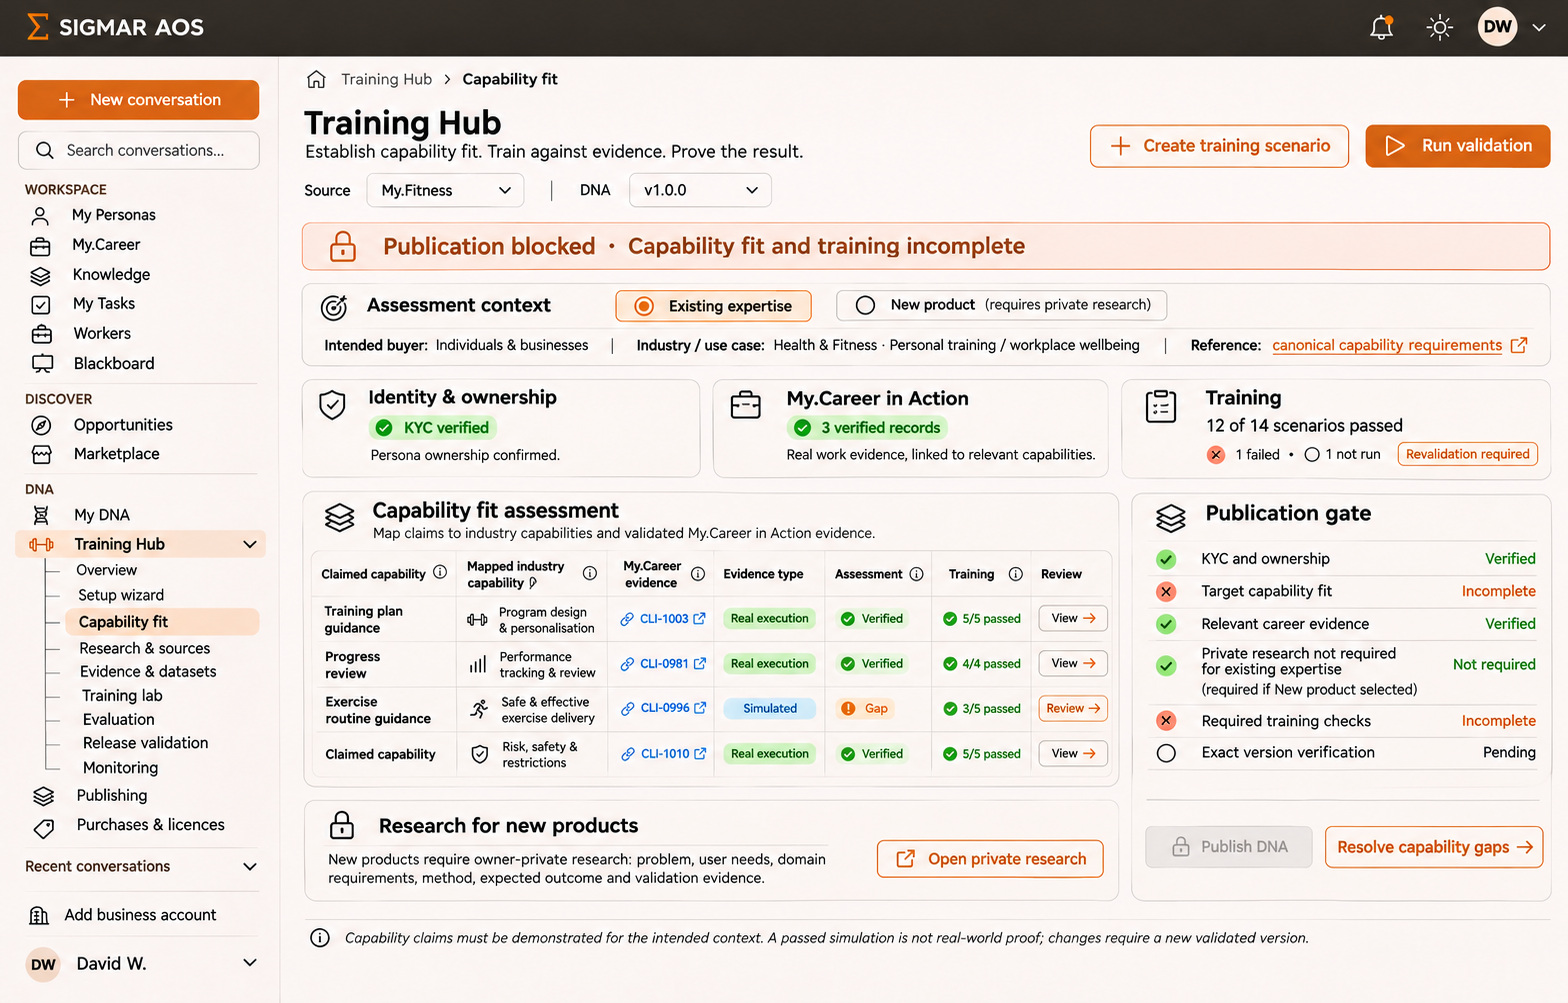 SIGMAR AOS
DW
New conversation
Search conversations...
WORKSPACE
My Personas
My.Career
Knowledge
My Tasks
Workers
Blackboard
DISCOVER
Opportunities
Marketplace
DNA
My DNA
Training Hub
Overview
Setup wizard
Capability fit
Research & sources
Evidence & datasets
Training lab
Evaluation
Release validation
Monitoring
Publishing
Purchases & licences
Recent conversations
Add business account
DW David W.
Training Hub > Capability fit
Training Hub
Establish capability fit. Train against evidence. Prove the result.
Create training scenario
Run validation
Source My.Fitness | DNA v1.0.0
Publication blocked · Capability fit and training incomplete
Assessment context
Existing expertise
New product (requires private research)
Intended buyer: Individuals & businesses | Industry / use case: Health & Fitness · Personal training / workplace wellbeing | Reference: canonical capability requirements
Identity & ownership
KYC verified
Persona ownership confirmed.
My.Career in Action
3 verified records
Real work evidence, linked to relevant capabilities.
Training
12 of 14 scenarios passed
1 failed • 1 not run Revalidation required
Capability fit assessment
Map claims to industry capabilities and validated My.Career in Action evidence.
Claimed capability
Mapped industry
capability
My.Career
evidence
Evidence type
Assessment
Training
Review
Training plan
guidance
Program design
& personalisation
CLI-1003
Real execution
Verified
5/5 passed
View →
Progress
review
Performance
tracking & review
CLI-0981
Real execution
Verified
4/4 passed
View →
Exercise
routine guidance
Safe & effective
exercise delivery
CLI-0996
Simulated
Gap
3/5 passed
Review →
Claimed capability
Risk, safety &
restrictions
CLI-1010
Real execution
Verified
5/5 passed
View →
Publication gate
KYC and ownership Verified
Target capability fit Incomplete
Relevant career evidence Verified
Private research not required
for existing expertise
(required if New product selected)
Not required
Required training checks Incomplete
Exact version verification Pending
Publish DNA
Resolve capability gaps →
Research for new products
New products require owner-private research: problem, user needs, domain
requirements, method, expected outcome and validation evidence.
Open private research
Capability claims must be demonstrated for the intended context. A passed simulation is not real-world proof; changes require a new validated version.